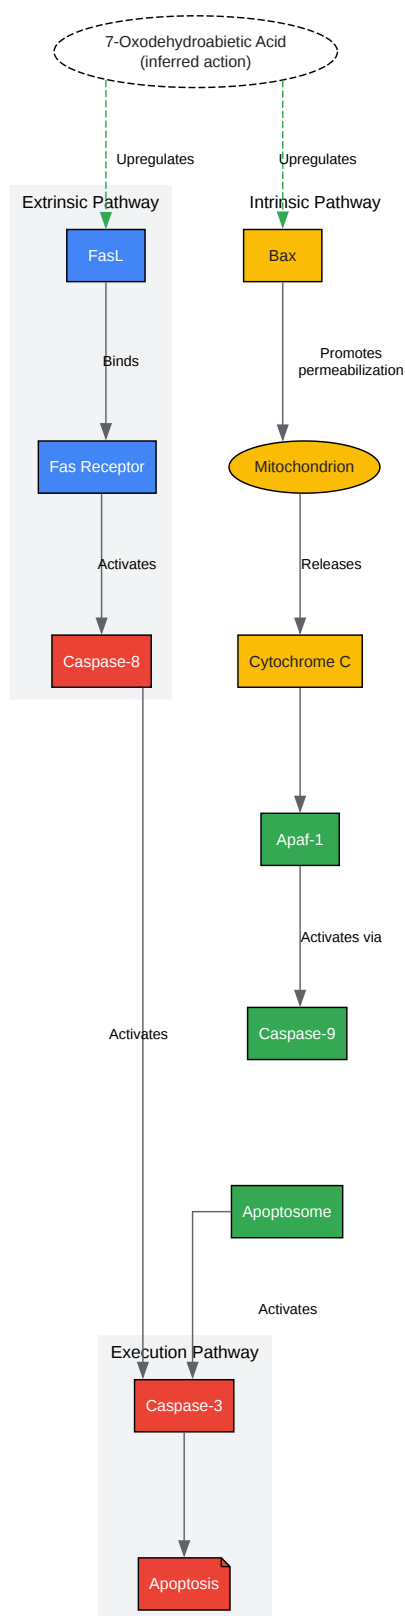 7-Oxodehydroabietic Acid
(inferred action)
Upregulates
Upregulates
Extrinsic Pathway
Intrinsic Pathway
FasL
Bax
Binds
Promotes
permeabilization
Fas Receptor
Mitochondrion
Activates
Releases
Caspase-8
Cytochrome C
Apaf-1
Activates via
Activates
Caspase-9
Apoptosome
Activates
Execution Pathway
Caspase-3
Apoptosis